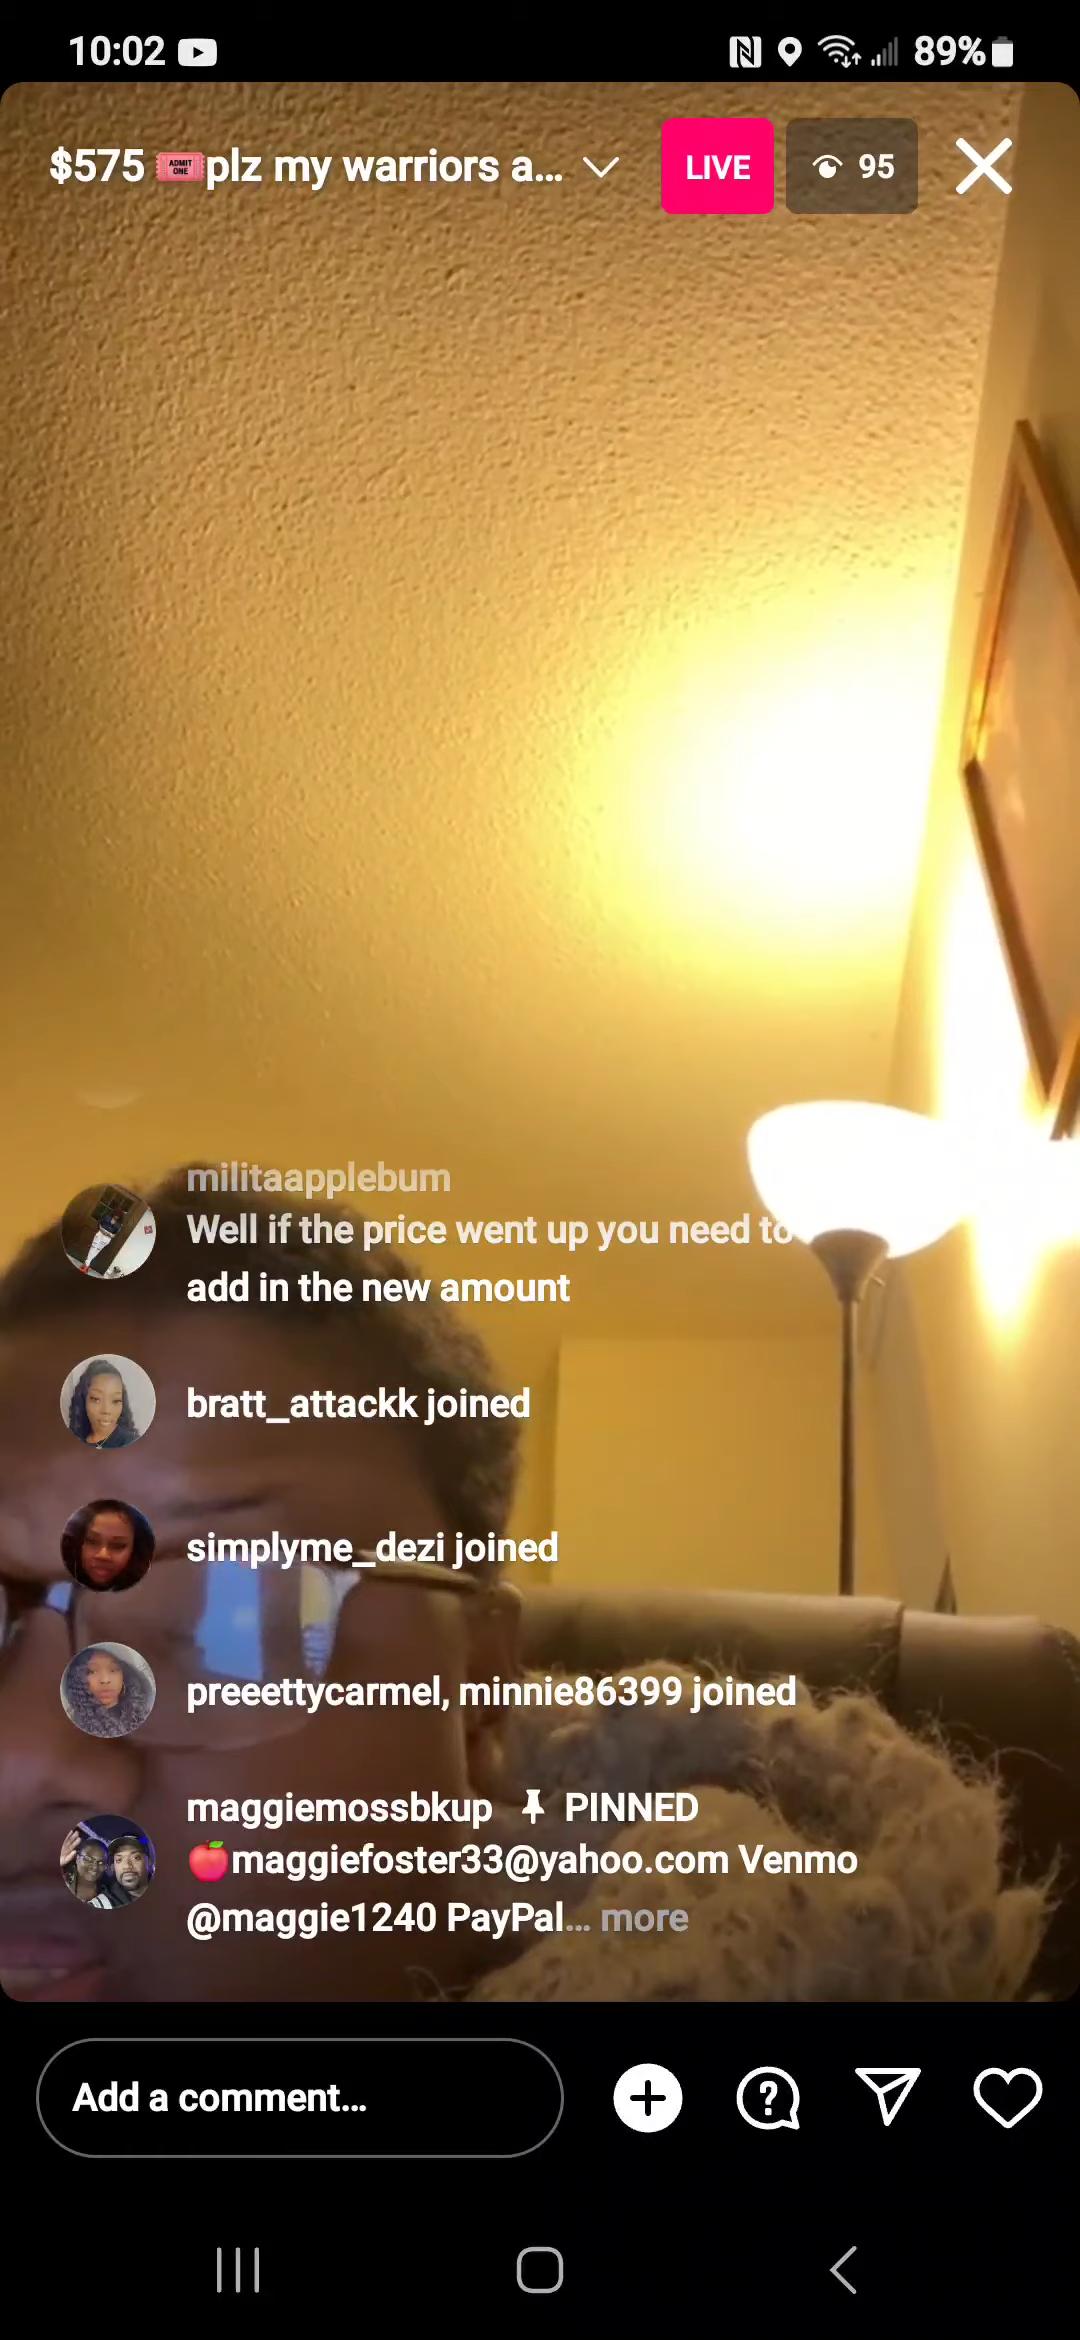 10:02 89%
$575 🎟plz my warriors a... LIVE 95
ADMIT ONE
militaapplebum
Well if the price went up you need to
add in the new amount
bratt_attackk joined
simplyme_dezi joined
preeettycarmel, minnie86399 joined
maggiemossbkup PINNED
🍎maggiefoster33@yahoo.com Venmo
@maggie1240 PayPal... more
Add a comment...